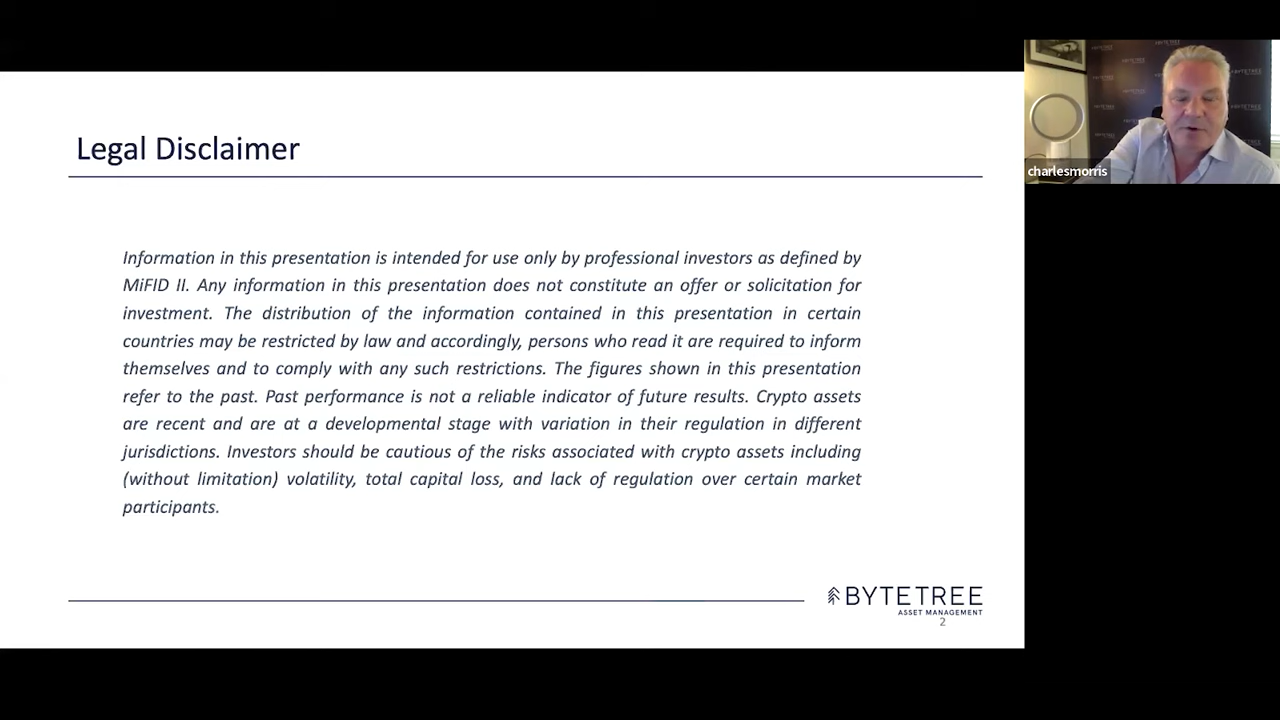 Legal Disclaimer
Information in this presentation is intended for use only by professional investors as defined by
MiFID II. Any information in this presentation does not constitute an offer or solicitation for
investment. The distribution of the information contained in this presentation in certain
countries may be restricted by law and accordingly, persons who read it are required to inform
themselves and to comply with any such restrictions. The figures shown in this presentation
refer to the past. Past performance is not a reliable indicator of future results. Crypto assets
are recent and are at a developmental stage with variation in their regulation in different
jurisdictions. Investors should be cautious of the risks associated with crypto assets including
(without limitation) volatility, total capital loss, and lack of regulation over certain market
participants.
BYTETREE
ASSET MANAGEMENT
2
charlesmorris